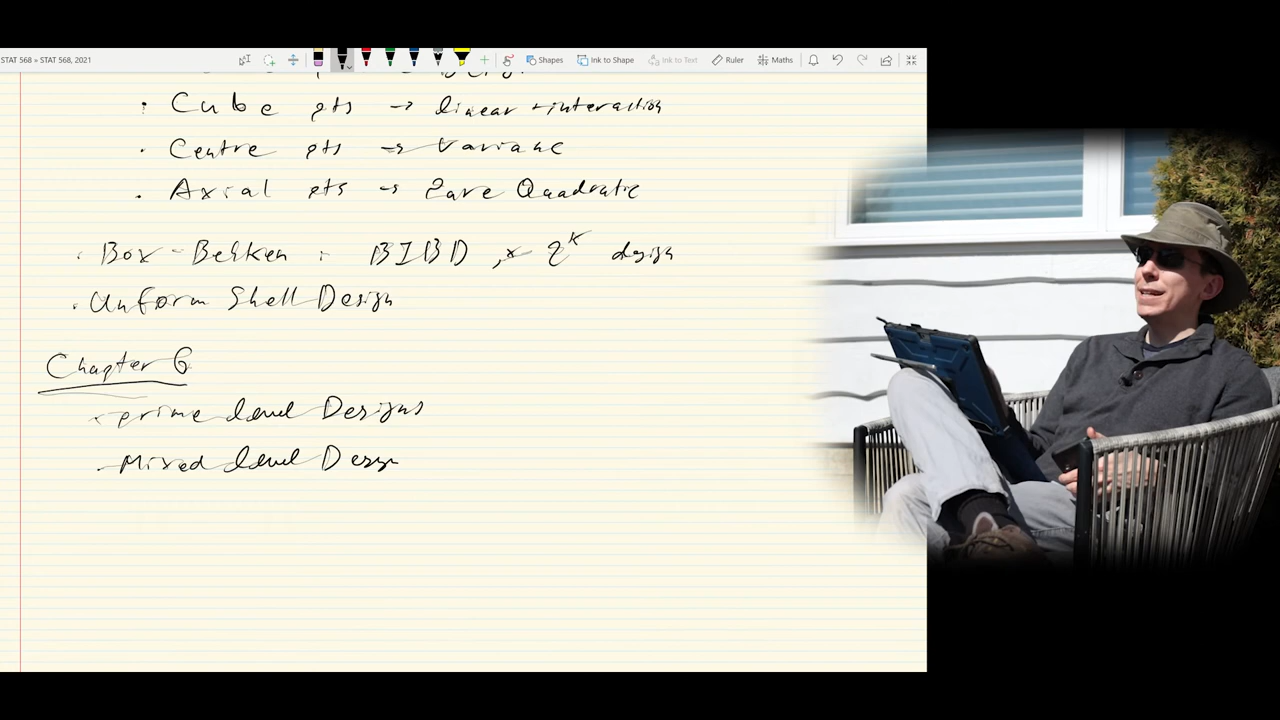 STAT 568 » STAT 568, 2021 Shapes Ink to Shape Ink to Text Ruler Maths
· Cube pts → linear + interaction
· Centre pts → Variance
· Axial pts → Pure Quadratic
· Box-Behken : BIBD, x 2^k design
· Uniform Shell Design
Chapter 6
· prime level Designs
· Mixed level Design